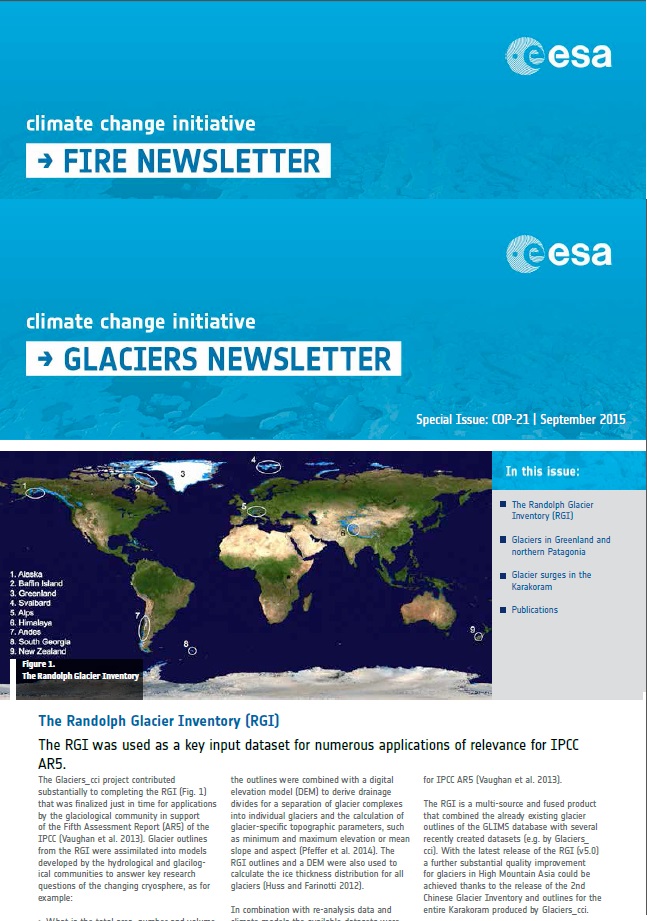 esa
climate change initiative
→ FIRE NEWSLETTER
esa
climate change initiative
→ GLACIERS NEWSLETTER
Special Issue: COP-21 | September 2015
1
2
3
4
5
6
7
8
9
1. Alaska
2. Baffin Island
3. Greenland
4. Svalbard
5. Alps
6. Himalaya
7. Andes
8. South Georgia
9. New Zealand
Figure 1.
The Randolph Glacier Inventory
In this issue:
The Randolph Glacier
Inventory (RGI)
Glaciers in Greenland and
northern Patagonia
Glacier surges in the
Karakoram
Publications
The Randolph Glacier Inventory (RGI)
The RGI was used as a key input dataset for numerous applications of relevance for IPCC
AR5.
The Glaciers_cci project contributed
substantially to completing the RGI (Fig. 1)
that was finalized just in time for applications
by the glaciological community in support
of the Fifth Assessment Report (AR5) of the
IPCC (Vaughan et al. 2013). Glacier outlines
from the RGI were assimilated into models
developed by the hydrological and glacilog-
ical communities to answer key research
questions of the changing cryosphere, as for
example:
› What is the total area, number and volume
the outlines were combined with a digital
elevation model (DEM) to derive drainage
divides for a separation of glacier complexes
into individual glaciers and the calculation of
glacier-specific topographic parameters, such
as minimum and maximum elevation or mean
slope and aspect (Pfeffer et al. 2014). The
RGI outlines and a DEM were also used to
calculate the ice thickness distribution for all
glaciers (Huss and Farinotti 2012).
In combination with re-analysis data and
climate models the available datasets were
for IPCC AR5 (Vaughan et al. 2013).
The RGI is a multi-source and fused product
that combined the already existing glacier
outlines of the GLIMS database with several
recently created datasets (e.g. by Glaciers_
cci). With the latest release of the RGI (v5.0)
a further substantial quality improvement
for glaciers in High Mountain Asia could be
achieved thanks to the release of the 2nd
Chinese Glacier Inventory and outlines for the
entire Karakoram produced by Glaciers_cci.